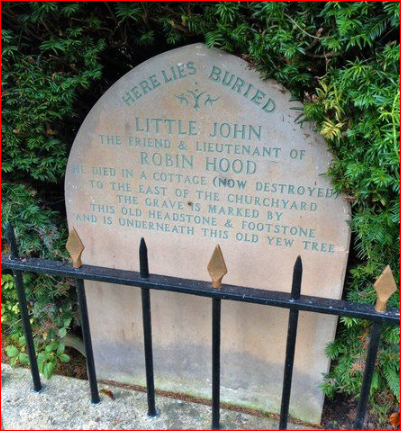 HERE LIES BURIED
LITTLE JOHN
THE FRIEND & LIEUTENANT OF
ROBIN HOOD
HE DIED IN A COTTAGE (NOW DESTROYED)
TO THE EAST OF THE CHURCHYARD
THE GRAVE IS MARKED BY
THIS OLD HEADSTONE & FOOTSTONE
AND IS UNDERNEATH THIS OLD YEW TREE